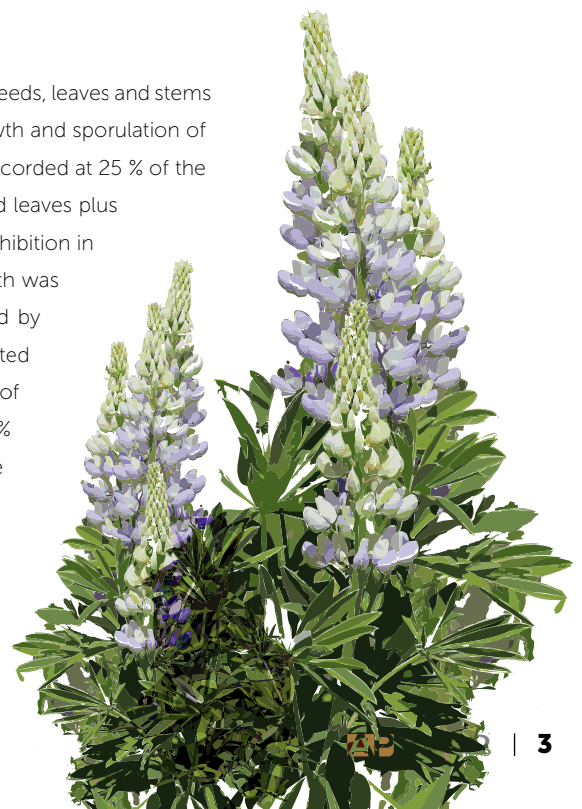 eeds, leaves and stems
wth and sporulation of
corded at 25 % of the
d leaves plus
hibition in
th was
d by
ted
of
%
e
| 3